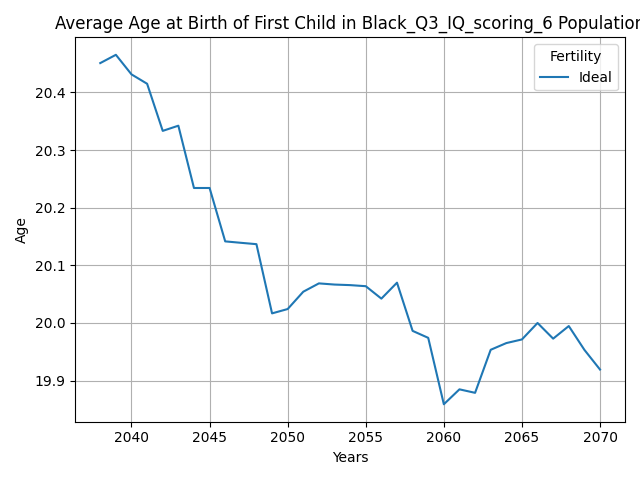 Average Age at Birth of First Child in Black_Q3_IQ_scoring_6 Population
Fertility
Ideal
Age
20.4
20.3
20.2
20.1
20.0
19.9
2040 2045 2050 2055 2060 2065 2070
Years